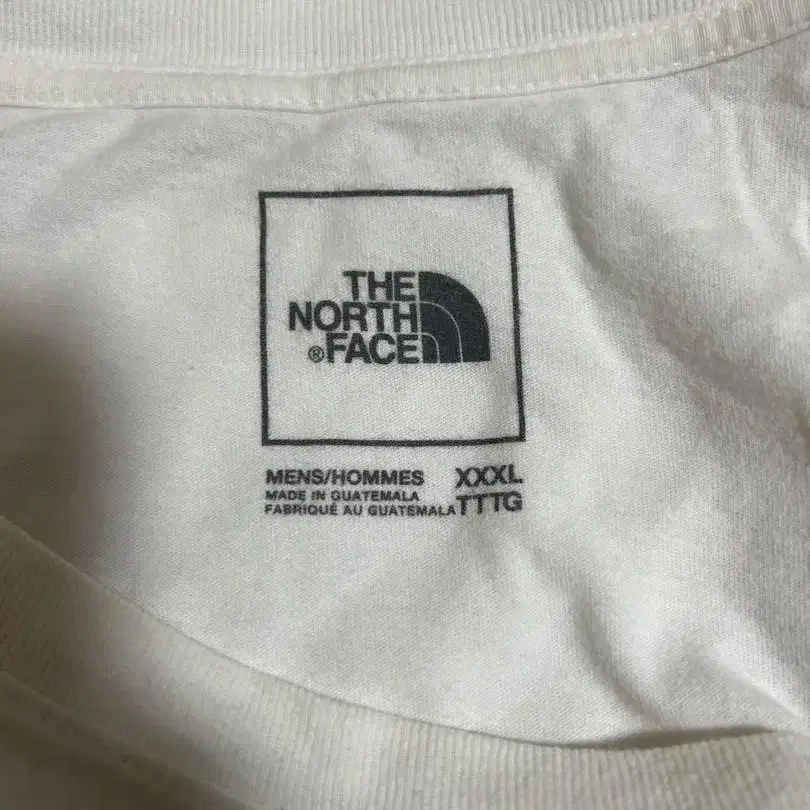 THE
NORTH
®FACE
MENS/HOMMES XXXL
MADE IN GUATEMALA
FABRIQUÉ AU GUATEMALA TTTG